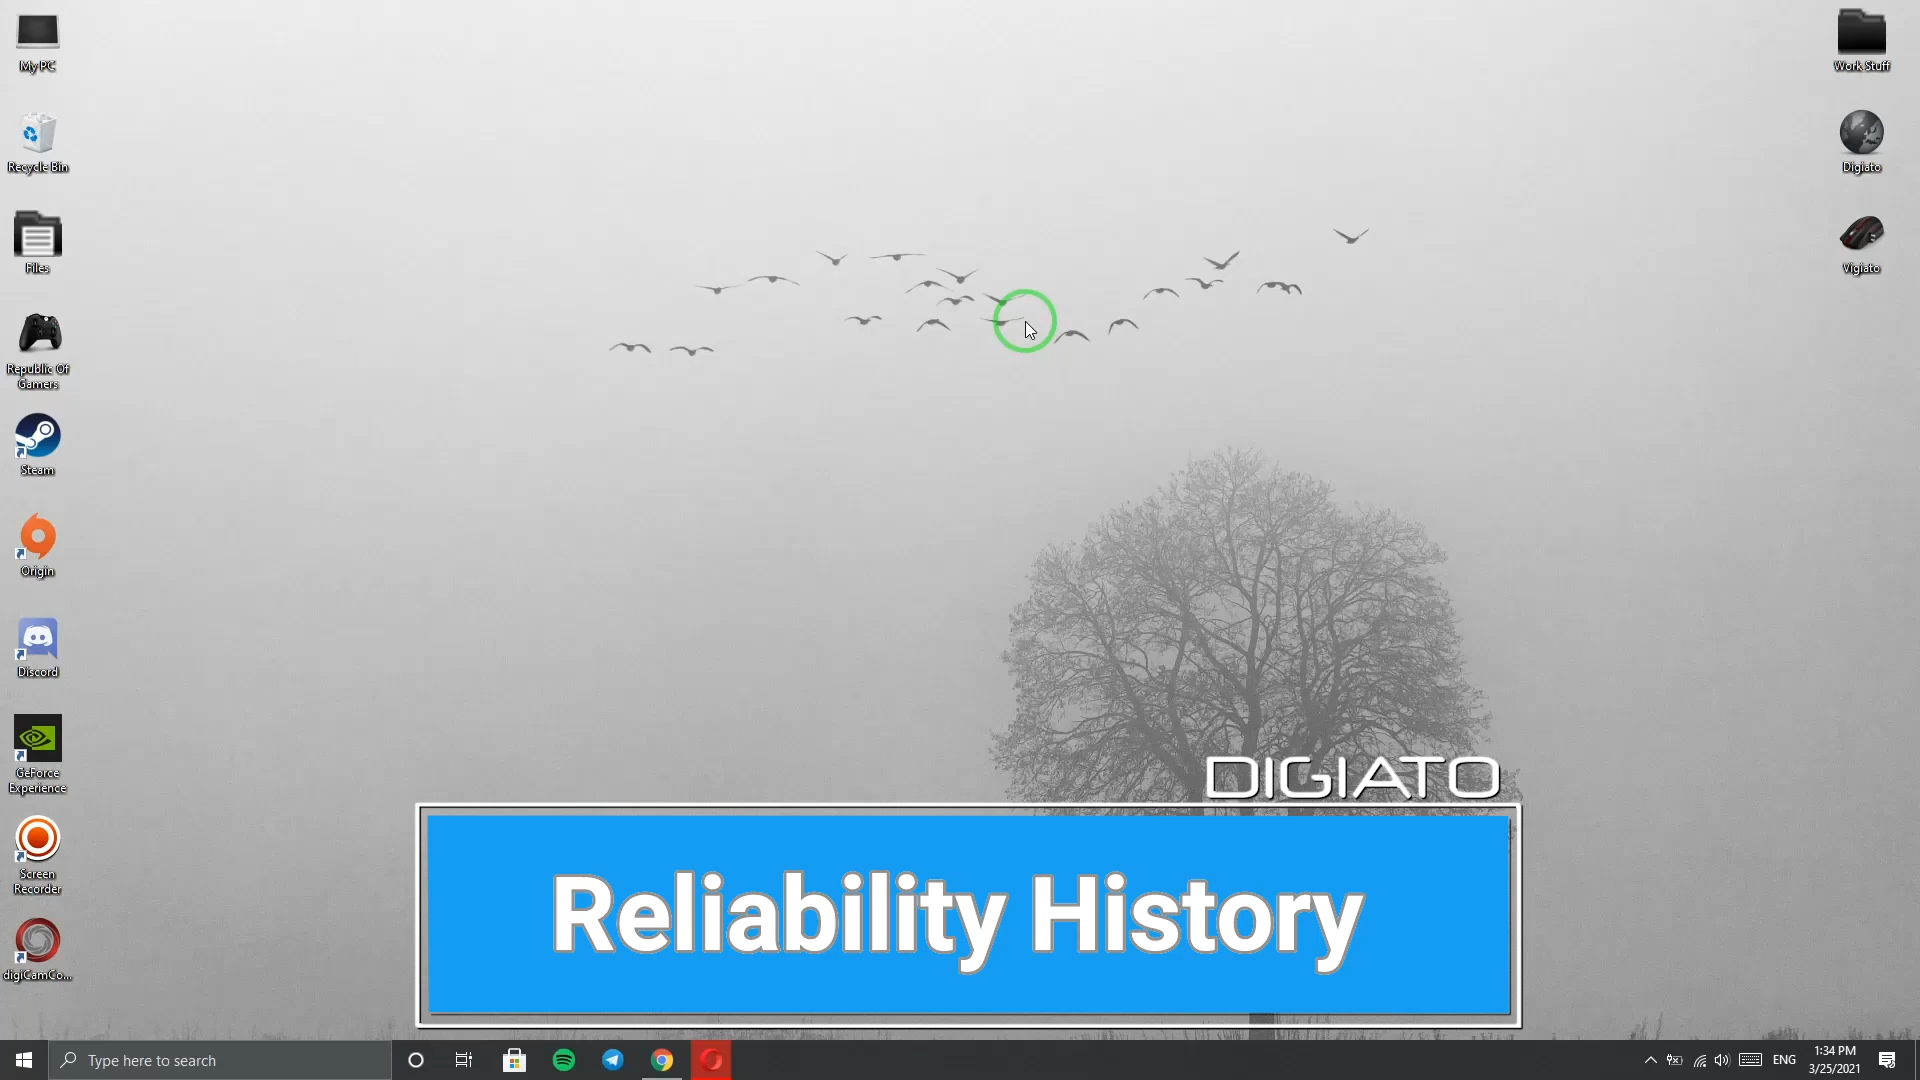 My PC
Recycle Bin
Files
Republic Of
Gamers
Steam
Origin
Discord
GeForce
Experience
Screen
Recorder
digiCamCo...
Work Stuff
Digiato
Vigiato
DIGIATO
Reliability History
Type here to search
ENG
1:34 PM
3/25/2021